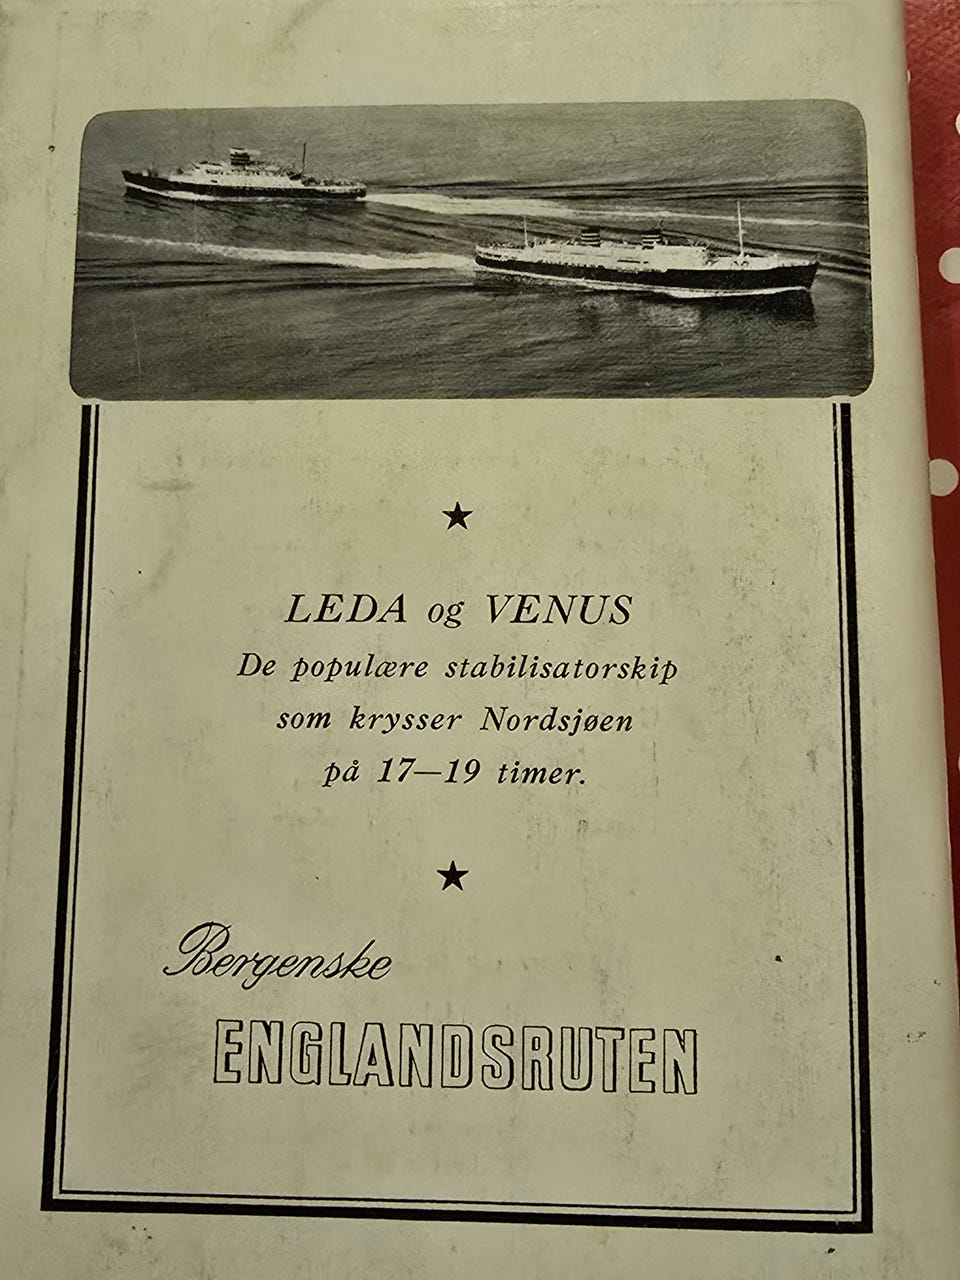 LEDA og VENUS
De populære stabilisatorskip
som krysser Nordsjøen
på 17—19 timer.
Bergenske
ENGLANDSRUTEN